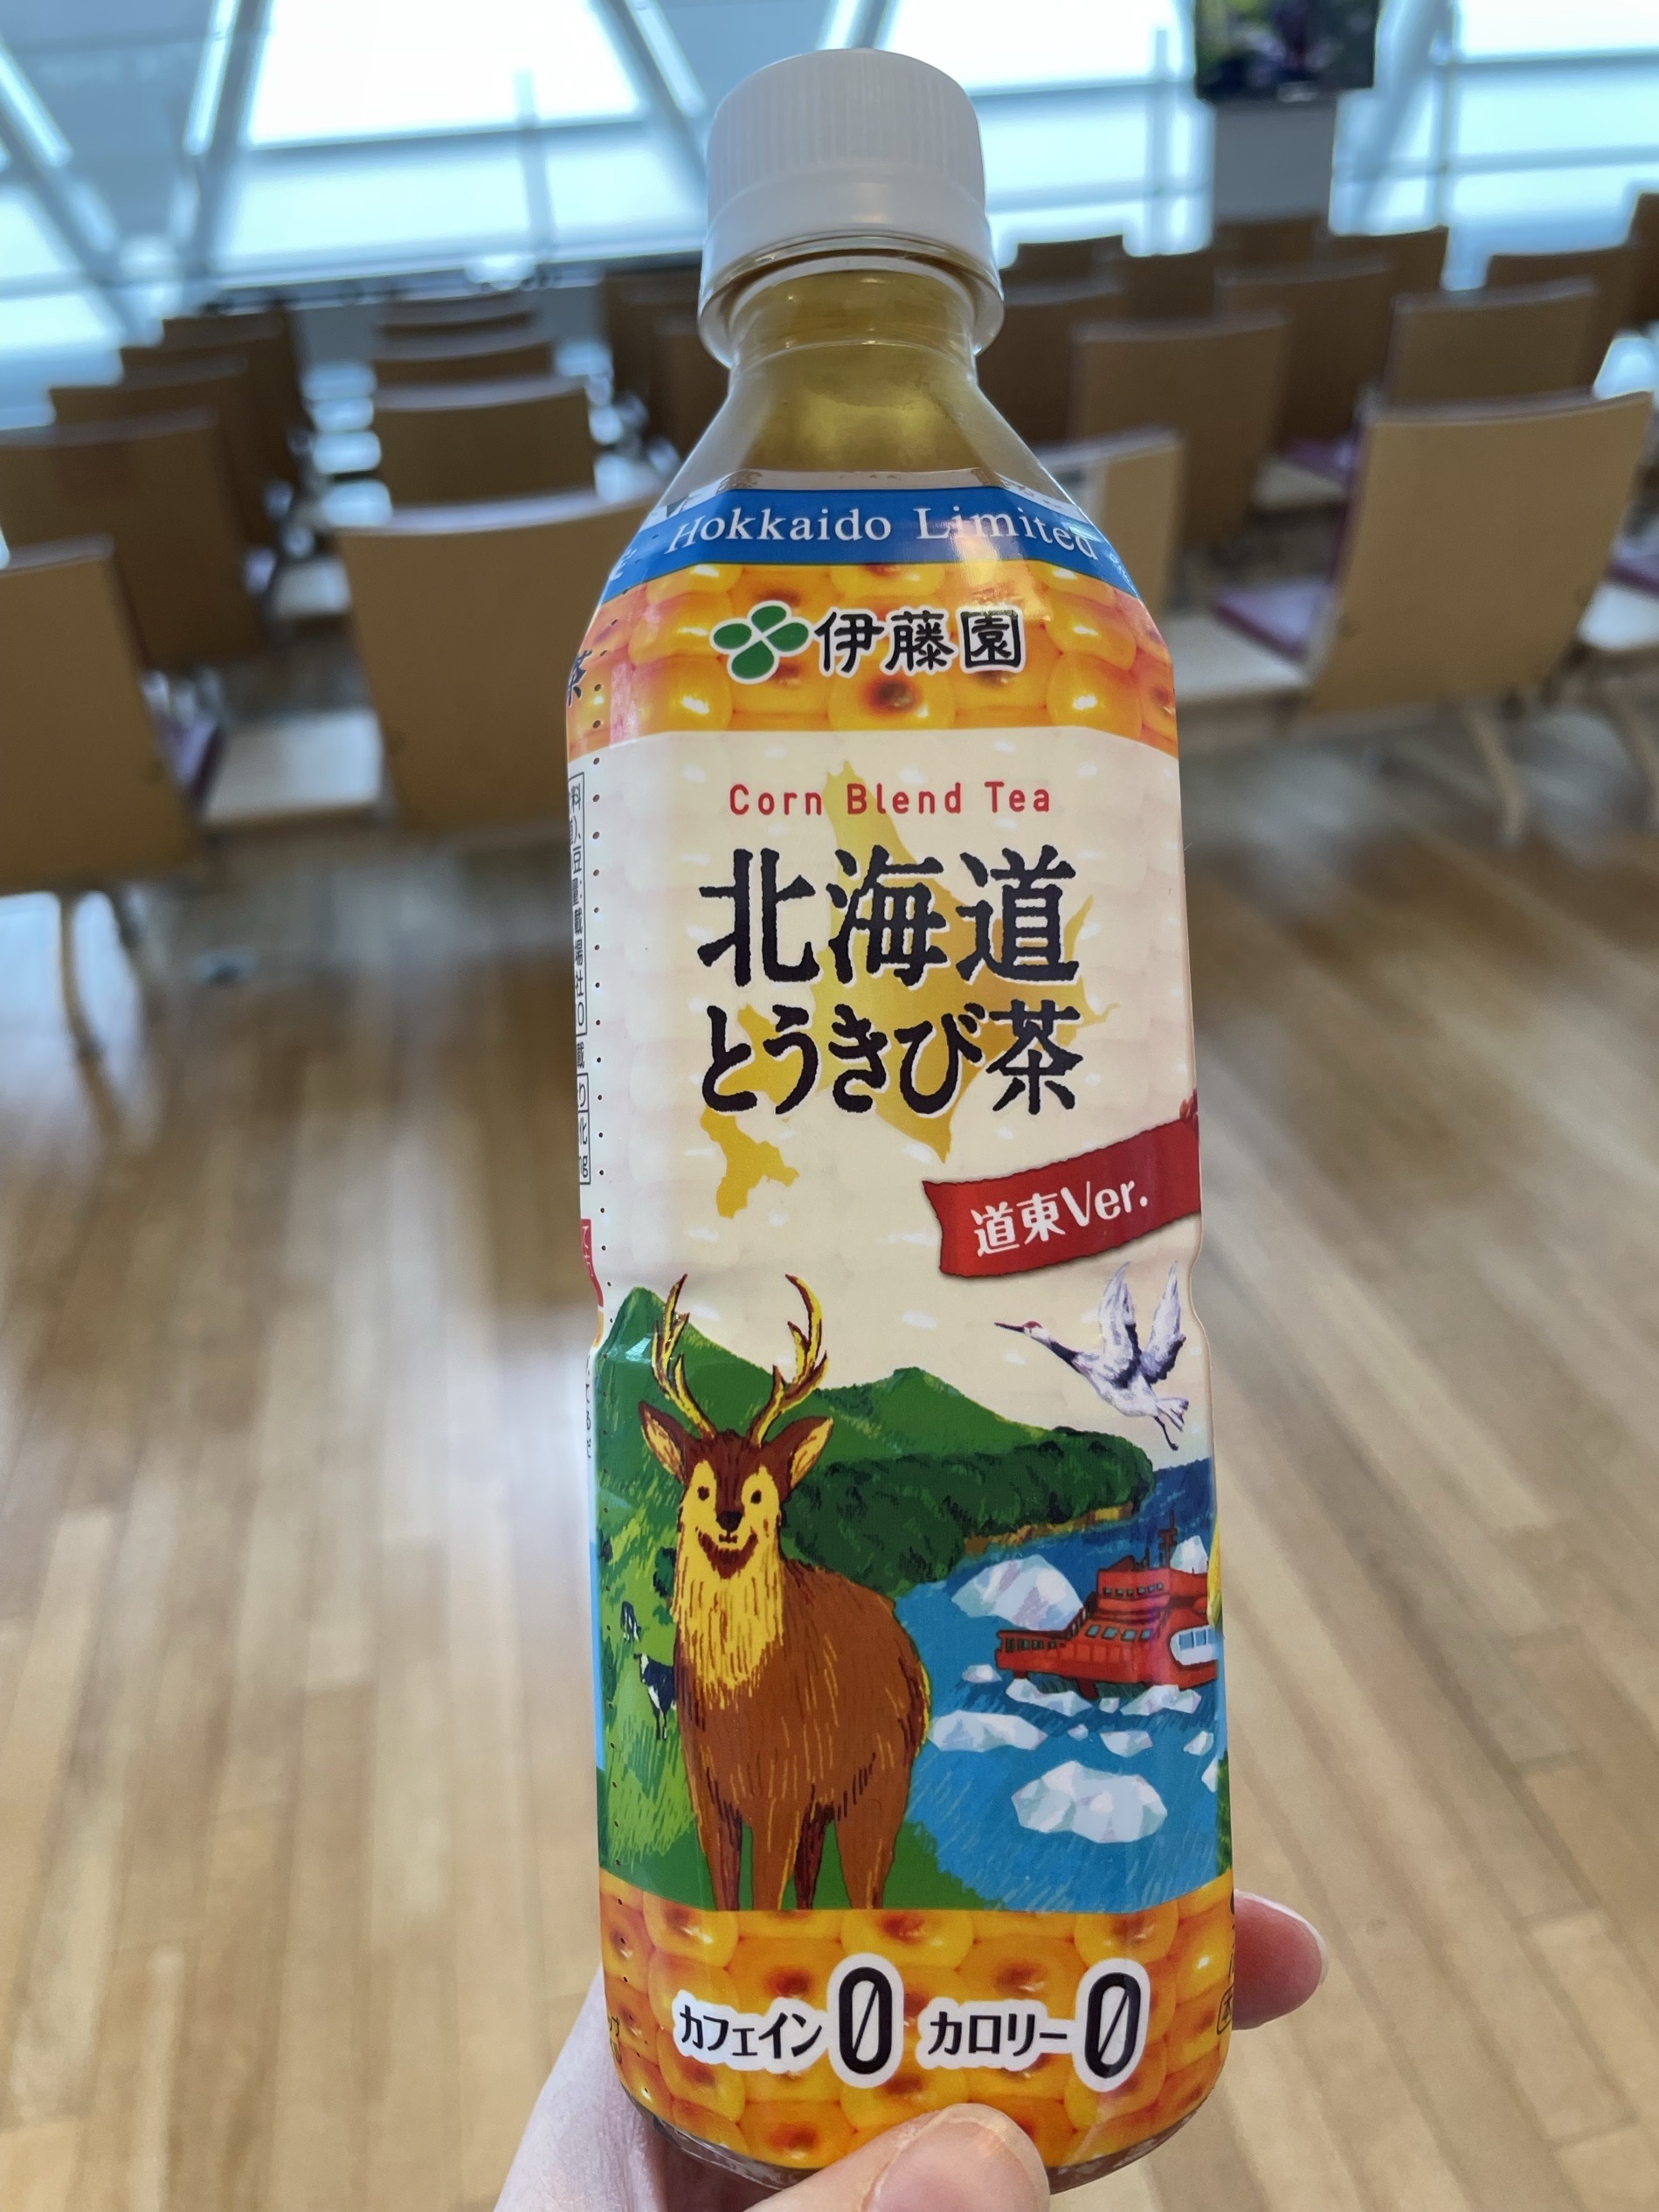 Hokkaido Limited
伊藤園
Corn Blend Tea
北海道
とうきび茶
道東Ver.
カフェイン0 カロリー0
茶